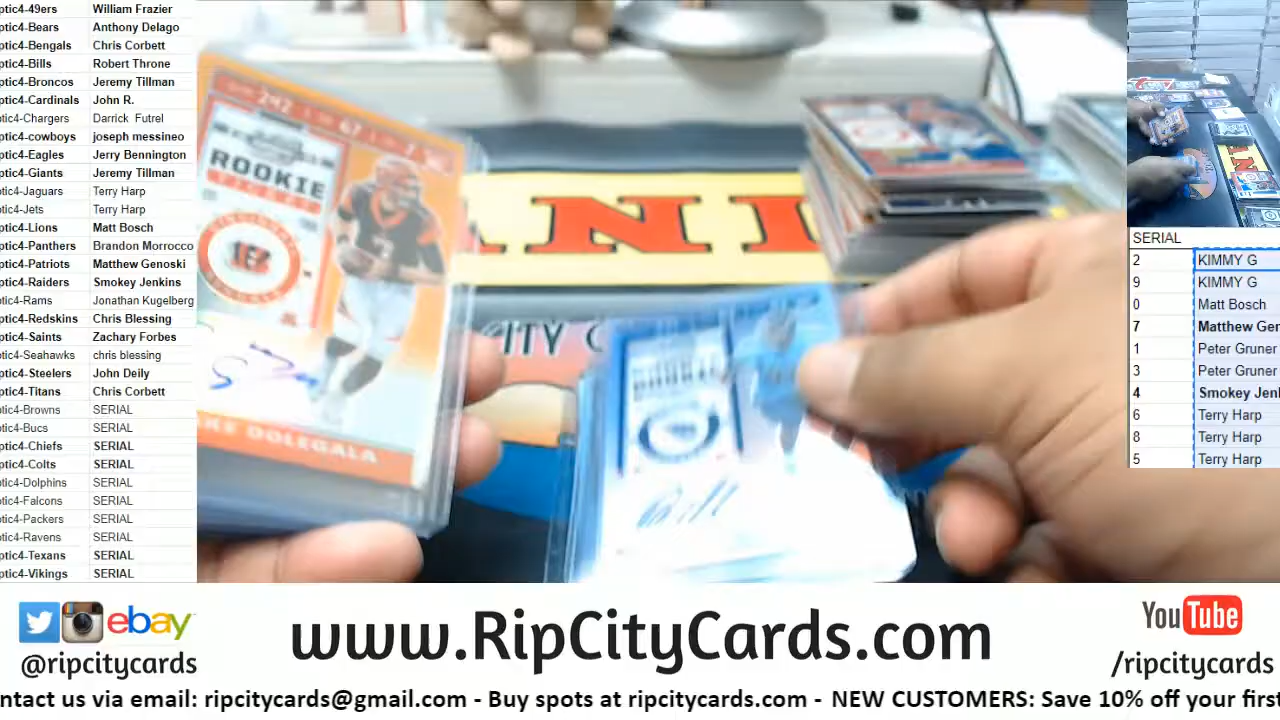 ptic4-49ers William Frazier
ptic4-Bears Anthony Delago
ptic4-Bengals Chris Corbett
ptic4-Bills Robert Throne
ptic4-Broncos Jeremy Tillman
ptic4-Cardinals John R.
ptic4-Chargers Darrick Futrel
ptic4-cowboys joseph messineo
ptic4-Eagles Jerry Bennington
ptic4-Giants Jeremy Tillman
ptic4-Jaguars Terry Harp
ptic4-Jets Terry Harp
ptic4-Lions Matt Bosch
ptic4-Panthers Brandon Morrocco
ptic4-Patriots Matthew Genoski
ptic4-Raiders Smokey Jenkins
ptic4-Rams Jonathan Kugelberg
ptic4-Redskins Chris Blessing
ptic4-Saints Zachary Forbes
ptic4-Seahawks chris blessing
ptic4-Steelers John Deily
ptic4-Titans Chris Corbett
ptic4-Browns SERIAL
ptic4-Bucs SERIAL
ptic4-Chiefs SERIAL
ptic4-Colts SERIAL
ptic4-Dolphins SERIAL
ptic4-Falcons SERIAL
ptic4-Packers SERIAL
ptic4-Ravens SERIAL
ptic4-Texans SERIAL
ptic4-Vikings SERIAL
ROOKIE
TICKET
B
AKE DOLEGALA
NI
CITY C
SERIAL
2 KIMMY G
9 KIMMY G
0 Matt Bosch
7 Matthew Gen
1 Peter Gruner
3 Peter Gruner
4 Smokey Jenk
6 Terry Harp
8 Terry Harp
5 Terry Harp
ebay
@ripcitycards
www.RipCityCards.com
YouTube
/ripcitycards
ontact us via email: ripcitycards@gmail.com - Buy spots at ripcitycards.com - NEW CUSTOMERS: Save 10% off your first